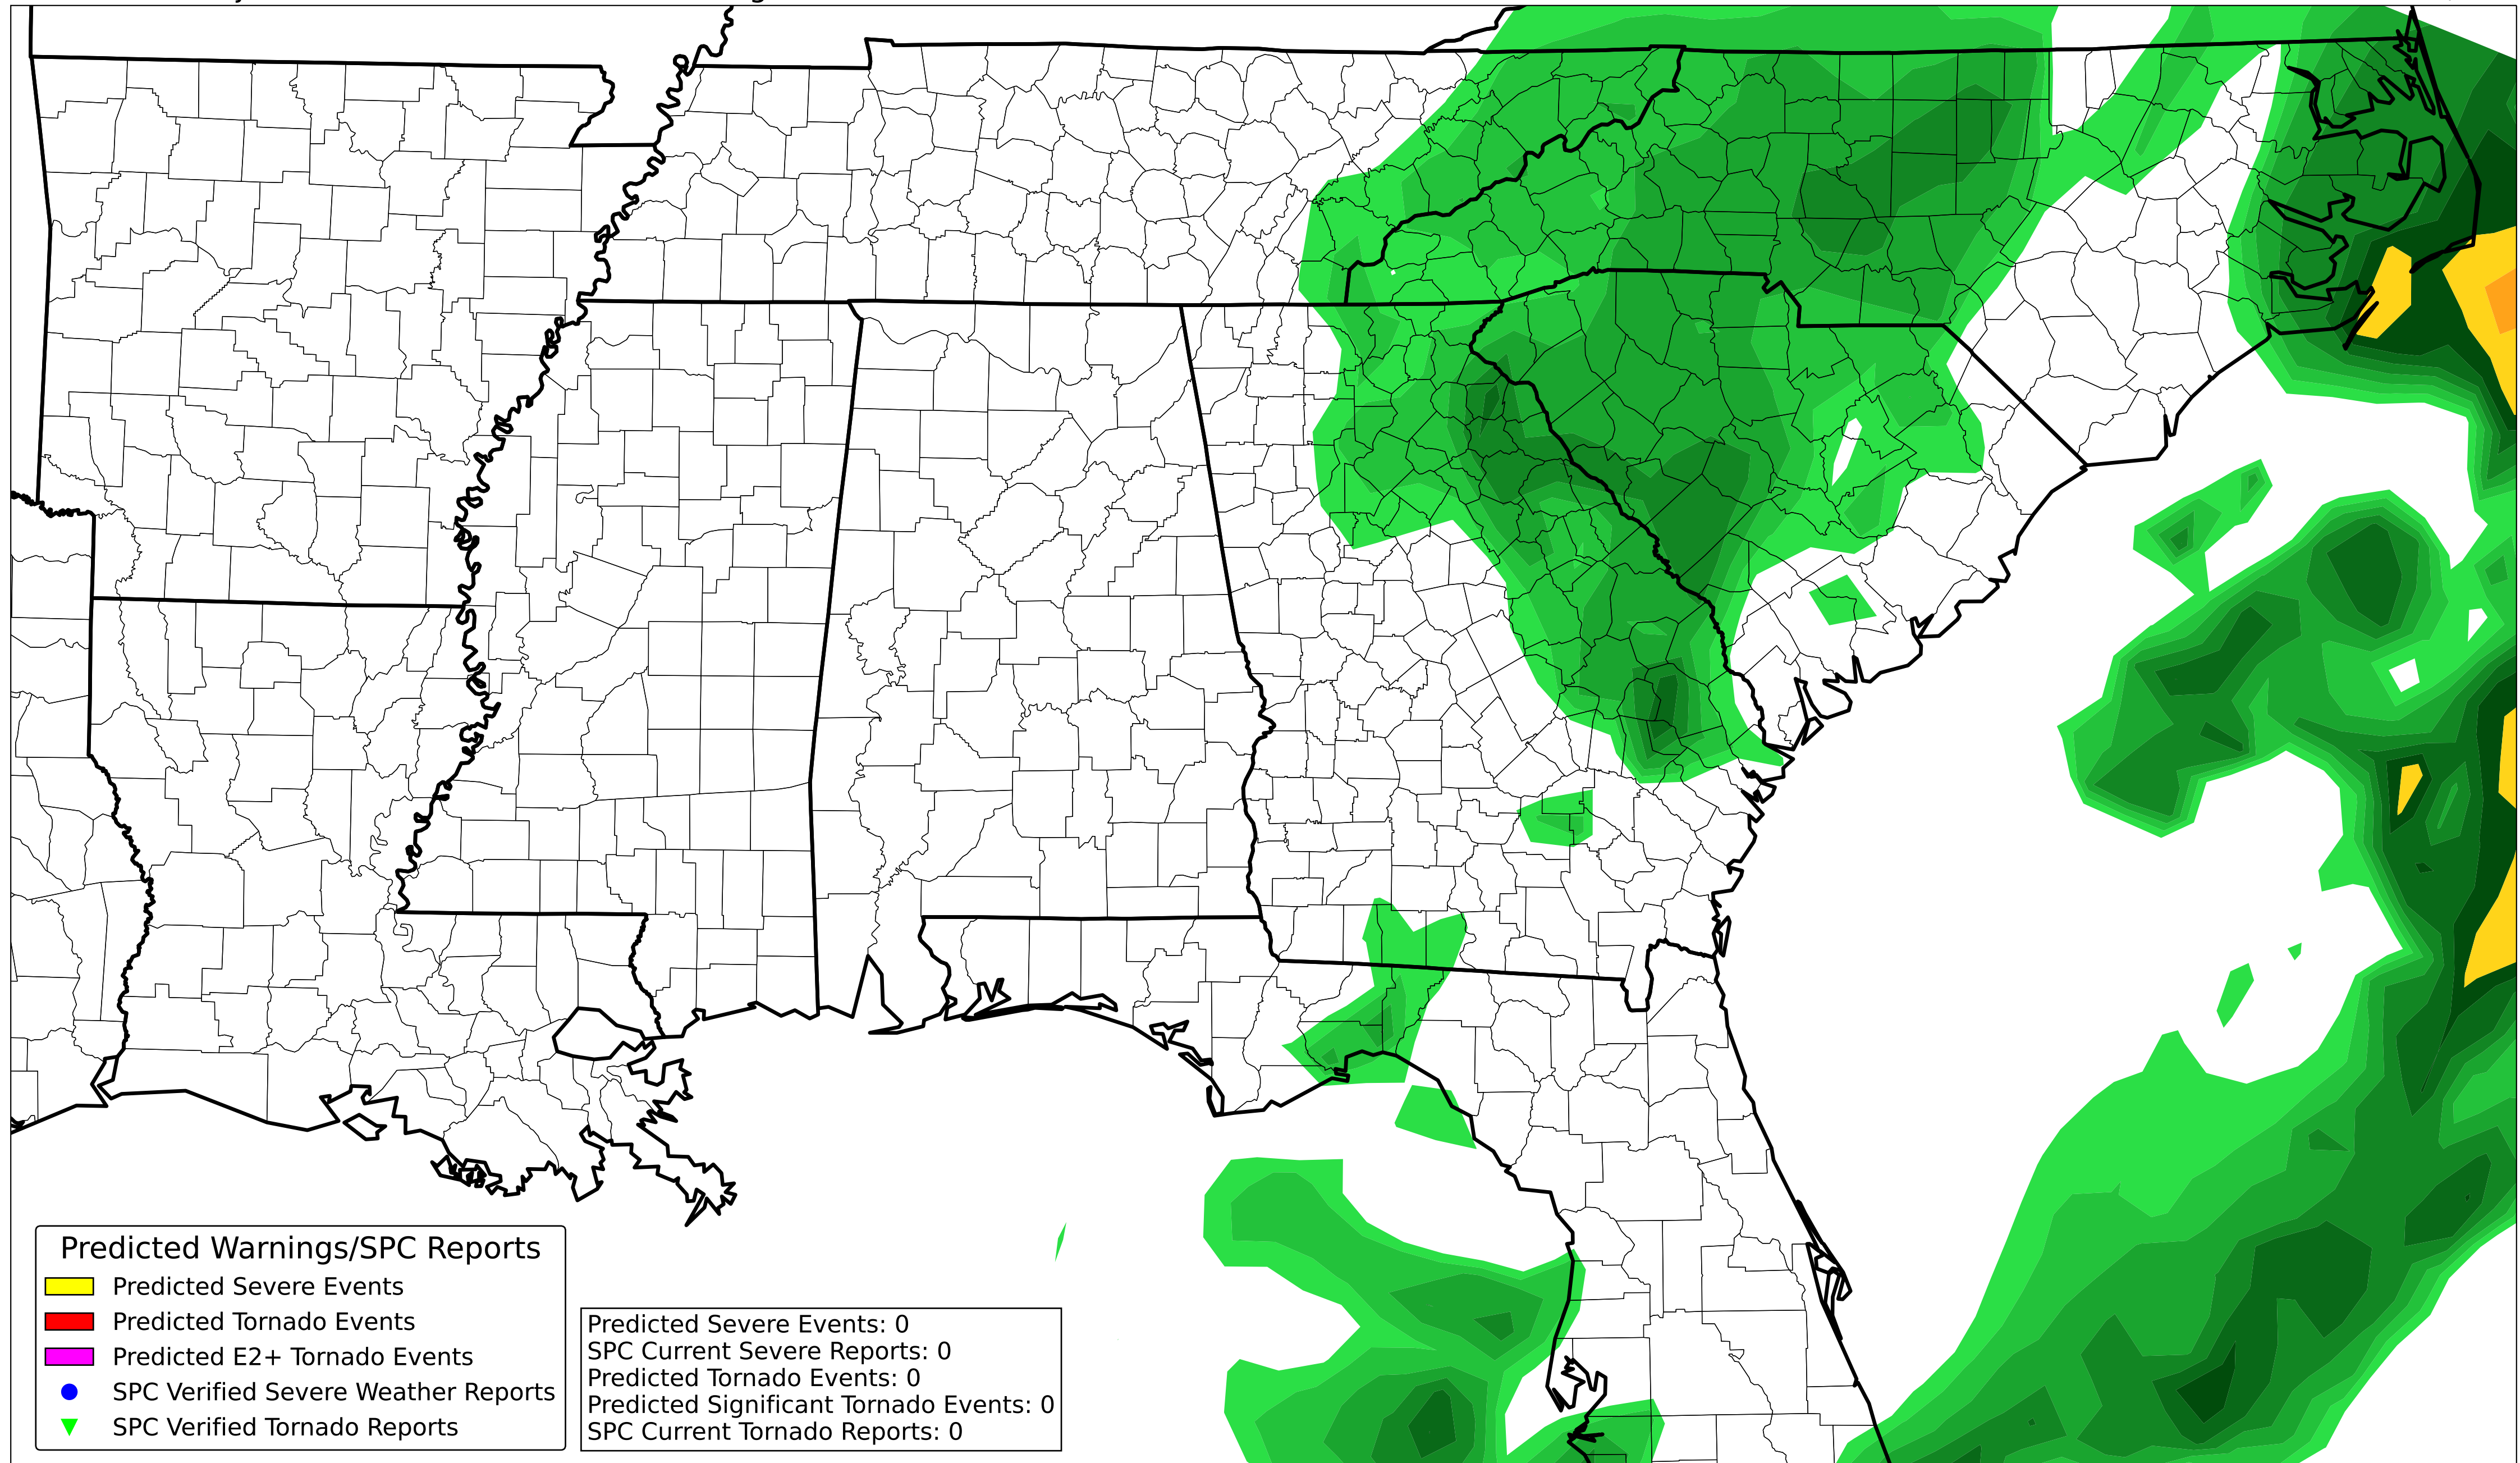 Predicted Warnings/SPC Reports
Predicted Severe Events
Predicted Tornado Events
Predicted E2+ Tornado Events
SPC Verified Severe Weather Reports
SPC Verified Tornado Reports
Predicted Severe Events: 0
SPC Current Severe Reports: 0
Predicted Tornado Events: 0
Predicted Significant Tornado Events: 0
SPC Current Tornado Reports: 0